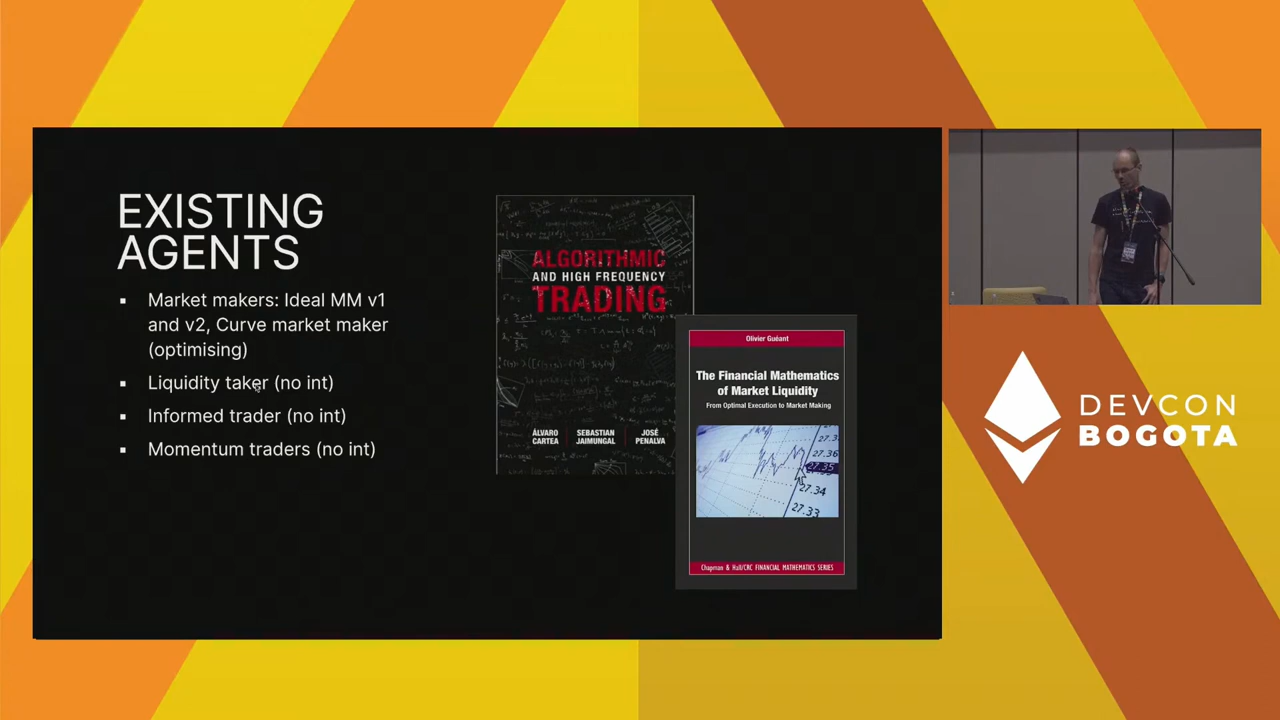 EXISTING
AGENTS
▪ Market makers: Ideal MM v1
and v2, Curve market maker
(optimising)
▪ Liquidity taker (no int)
▪ Informed trader (no int)
▪ Momentum traders (no int)
ALGORITHMIC
AND HIGH FREQUENCY
TRADING
ÁLVARO
CARTEA
SEBASTIAN
JAIMUNGAL
JOSÉ
PENALVA
Olivier Guéant
The Financial Mathematics
of Market Liquidity
From Optimal Execution to Market Making
27.36
27.35
27.34
27.33
Chapman & Hall/CRC FINANCIAL MATHEMATICS SERIES
DEVCON
BOGOTA